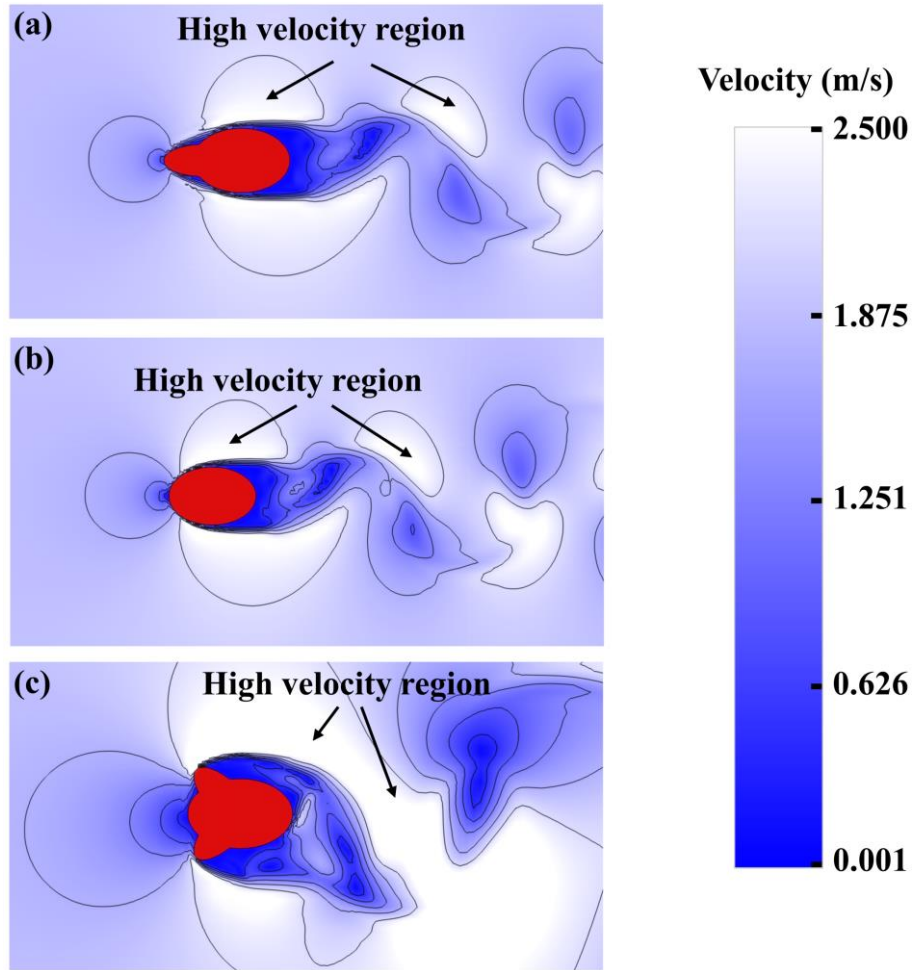 (a)
High velocity region
Velocity (m/s)
2.500
1.875
(b)
High velocity region
1.251
(c)
High velocity region
0.626
0.001